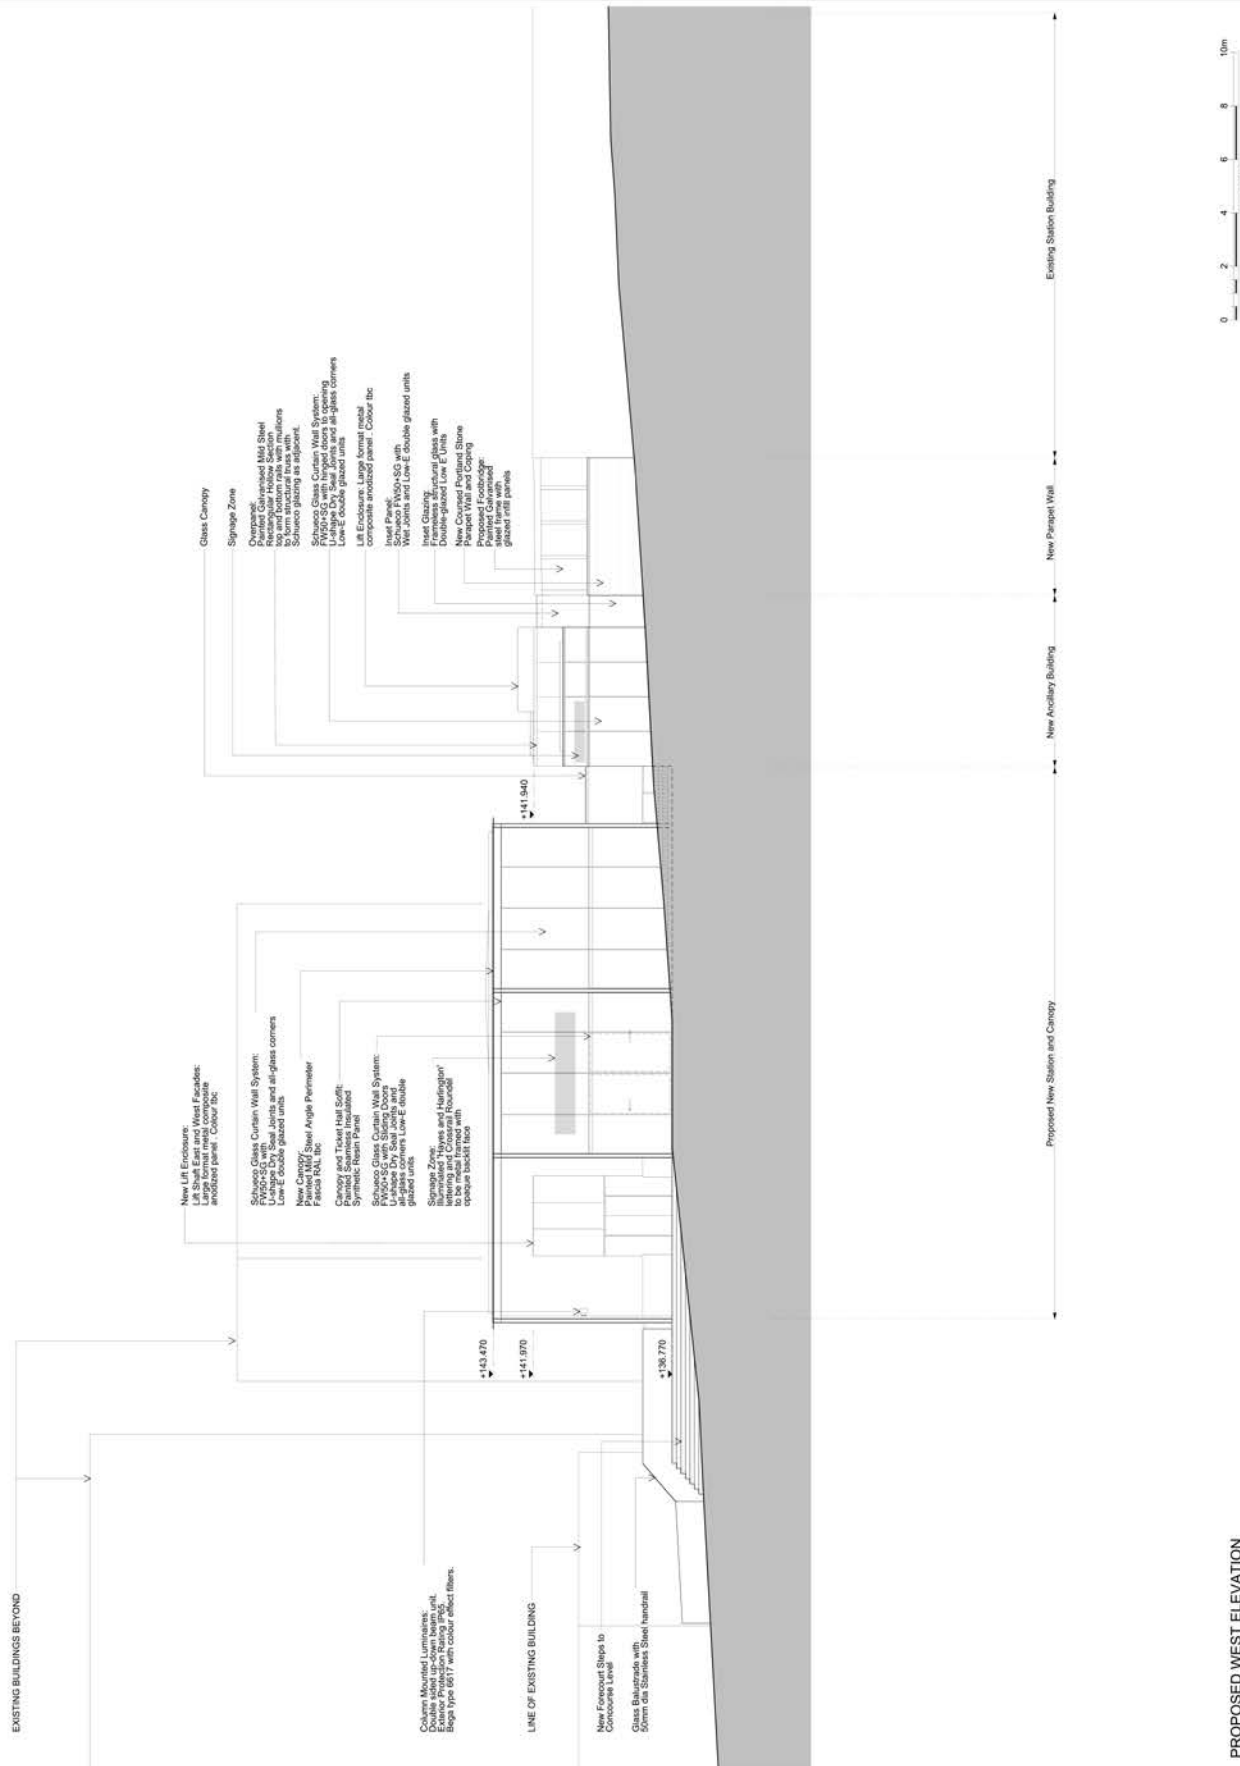 EXISTING BUILDINGS BEYOND
New Lift Enclosure:
Lift Shaft East and West Facades:
Large format metal composite
anodized panel . Colour tbc
Schueco Glass Curtain Wall System:
FW50+SG with
U-shape Dry Seal Joints and all-glass corners
Low-E double glazed units
New Canopy:
Painted Mild Steel Angle Perimeter
Fascia RAL tbc
Canopy and Ticket Hall Soffit:
Painted Seamless Insulated
Synthetic Resin Panel
Schueco Glass Curtain Wall System:
FW50+SG with Sliding Doors
U-shape Dry Seal Joints and
all-glass corners Low-E double
glazed units
Signage Zone:
Illuminated 'Hayes and Harlington'
lettering and Crossrail Roundel
to be metal framed with
opaque backlit face
Glass Canopy
Signage Zone
Overpanel:
Painted Galvanised Mild Steel
Rectangular Hollow Section
top and bottom rails with mullions
to form structural truss with
Schueco glazing as adjacent.
Schueco Glass Curtain Wall System:
FW50+SG with hinged doors to opening
U-shape Dry Seal Joints and all-glass corners
Low-E double glazed units
Lift Enclosure: Large format metal
composite anodized panel . Colour tbc
Inset Panel:
Schueco FW50+SG with
Wet Joints and Low-E double glazed units
Inset Glazing:
Frameless structural glass with
Double-glazed Low E Units
New Coursed Portland Stone
Parapet Wall and Coping
Proposed Footbridge:
Painted Galvanised
steel frame with
glazed infill panels
Column Mounted Luminaires:
Double sided up-down beam unit.
Exterior Protection Rating IP65.
Bega type 6617 with colour effect filters.
LINE OF EXISTING BUILDING
New Forecourt Steps to
Concourse Level
Glass Balustrade with
50mm dia Stainless Steel handrail
+143.470
+141.970
+136.770
+141.940
Proposed New Station and Canopy
New Ancillary Building
New Parapet Wall
Existing Station Building
PROPOSED WEST ELEVATION
0 2 4 6 8 10m